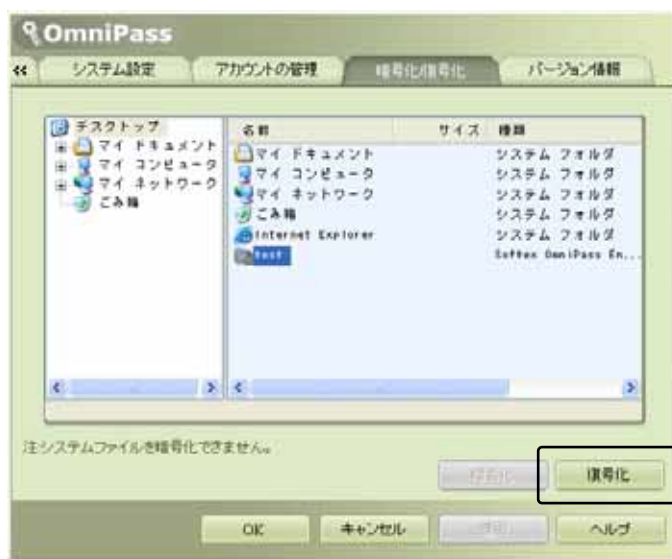 OmniPass
システム設定 アカウントの管理 暗号化/復号化 バージョン情報
デスクトップ
マイ ドキュメント
マイ コンピュータ
マイ ネットワーク
ごみ箱
名前 サイズ 種類
マイ ドキュメント システム フォルダ
マイ コンピュータ システム フォルダ
マイ ネットワーク システム フォルダ
ごみ箱 システム フォルダ
Internet Explorer システム フォルダ
test Softex OmniPass En...
注:システムファイルを暗号化できません。
暗号化 復号化
OK キャンセル 適用 ヘルプ